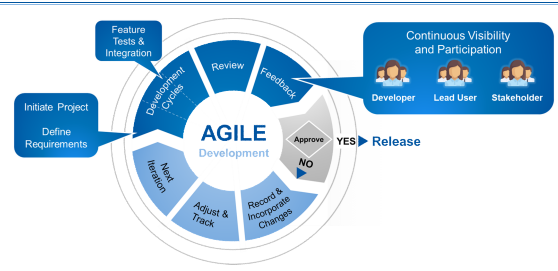 Feature
Tests &
Integration
Continuous Visibility
and Participation
Developer
Lead User
Stakeholder
Initiate Project
Define
Requirements
Development
Cycles
Review
Feedback
AGILE
Development
Approve
YES
Release
NO
Record &
Incorporate
Changes
Adjust &
Track
Next
Iteration